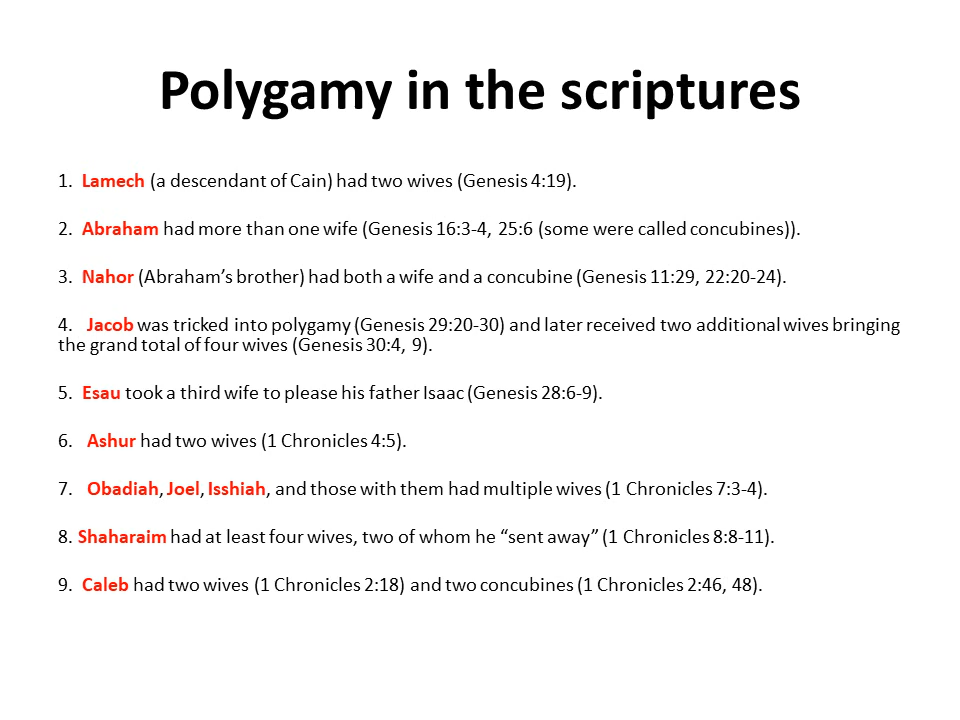 Polygamy in the scriptures
1. Lamech (a descendant of Cain) had two wives (Genesis 4:19).
2. Abraham had more than one wife (Genesis 16:3-4, 25:6 (some were called concubines)).
3. Nahor (Abraham’s brother) had both a wife and a concubine (Genesis 11:29, 22:20-24).
4. Jacob was tricked into polygamy (Genesis 29:20-30) and later received two additional wives bringing
the grand total of four wives (Genesis 30:4, 9).
5. Esau took a third wife to please his father Isaac (Genesis 28:6-9).
6. Ashur had two wives (1 Chronicles 4:5).
7. Obadiah, Joel, Isshiah, and those with them had multiple wives (1 Chronicles 7:3-4).
8. Shaharaim had at least four wives, two of whom he “sent away” (1 Chronicles 8:8-11).
9. Caleb had two wives (1 Chronicles 2:18) and two concubines (1 Chronicles 2:46, 48).